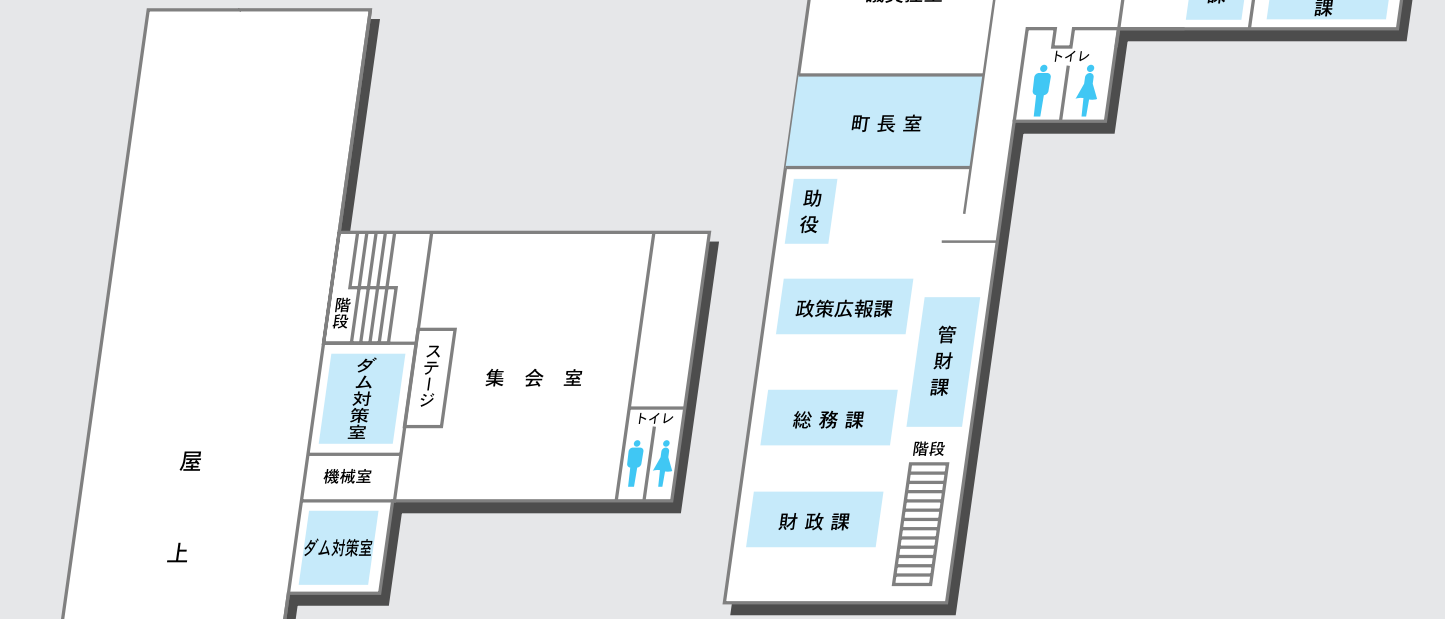 課
トイレ
町長室
助役
政策広報課
管財課
総務課
階段
財政課
階段
ダム対策室
ステージ
集会室
トイレ
機械室
ダム対策室
屋上